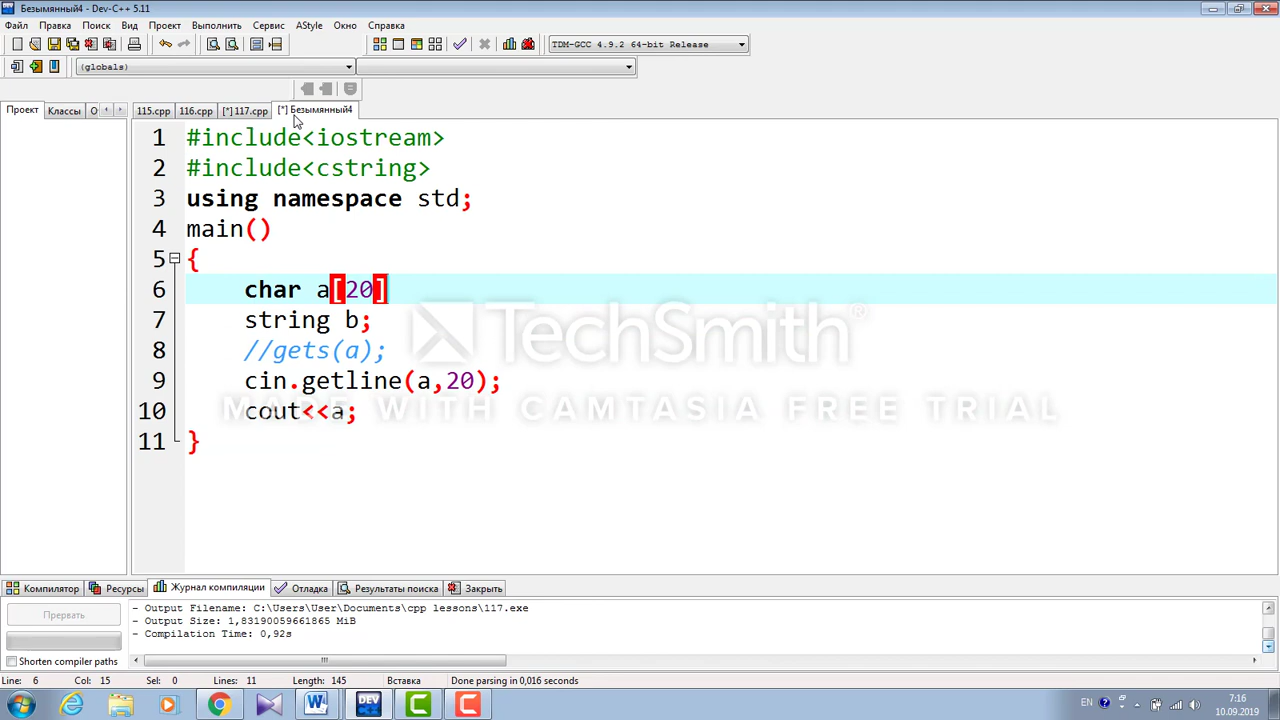 Безымянный4 - Dev-C++ 5.11
Файл Правка Поиск Вид Проект Выполнить Сервис AStyle Окно Справка
TDM-GCC 4.9.2 64-bit Release
(globals)
Проект Классы О 115.cpp 116.cpp [*] 117.cpp [*] Безымянный4
1 #include<iostream>
2 #include<cstring>
3 using namespace std;
4 main()
5 {
6 char a[20]
7 string b;
8 //gets(a);
9 cin.getline(a,20);
10 cout<<a;
11 }
TechSmith®
MADE WITH CAMTASIA FREE TRIAL
Компилятор Ресурсы Журнал компиляции Отладка Результаты поиска Закрыть
Прервать
Shorten compiler paths
- Output Filename: C:\Users\User\Documents\cpp lessons\117.exe
- Output Size: 1,83190059661865 MiB
- Compilation Time: 0,92s
Line: 6 Col: 15 Sel: 0 Lines: 11 Length: 145 Вставка Done parsing in 0,016 seconds
DEV
EN
7:16
10.09.2019